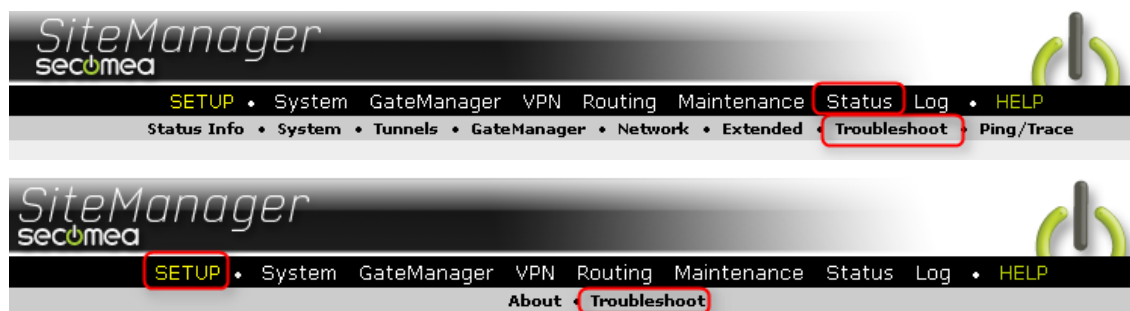 SiteManager
secomea
SETUP • System GateManager VPN Routing Maintenance Status Log • HELP
Status Info • System • Tunnels • GateManager • Network • Extended • Troubleshoot • Ping/Trace
SiteManager
secomea
SETUP • System GateManager VPN Routing Maintenance Status Log • HELP
About • Troubleshoot